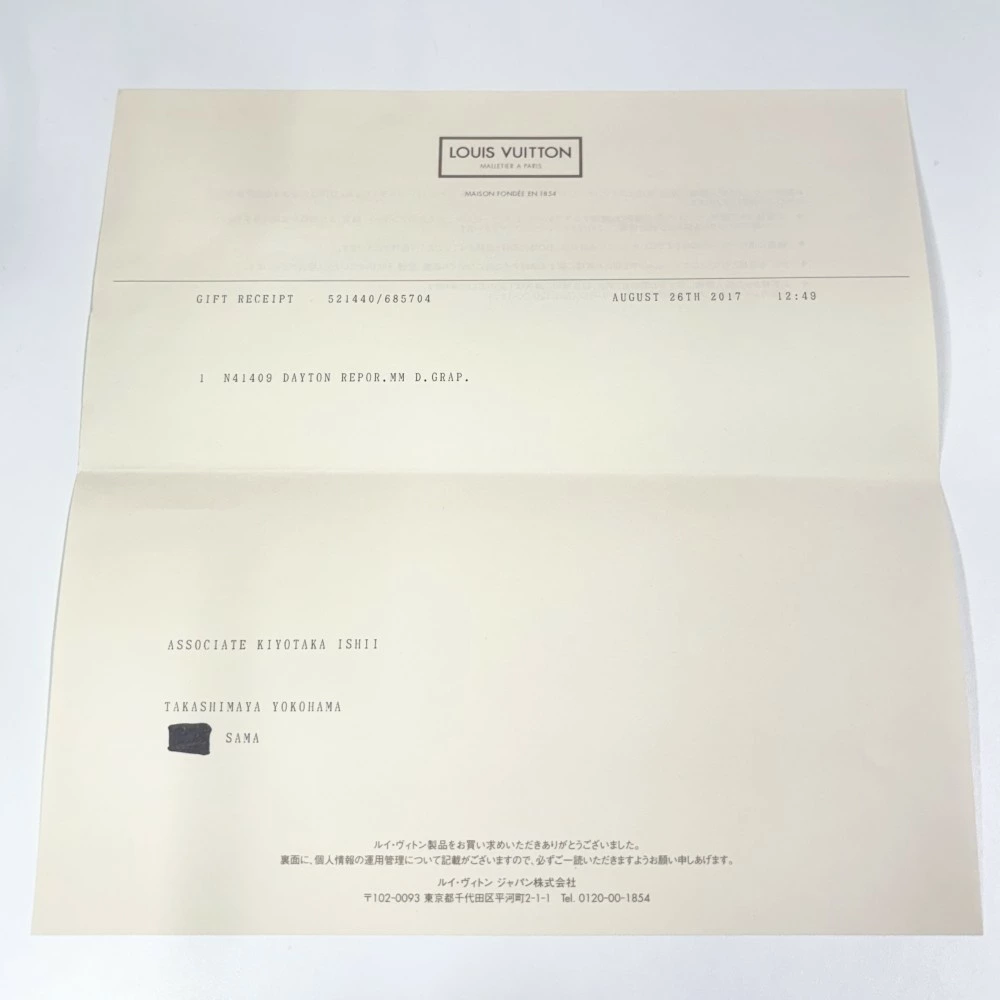 LOUIS VUITTON
MALLETIER A PARIS
MAISON FONDÉE EN 1854
GIFT RECEIPT 521440/685704 AUGUST 26TH 2017 12:49
1 N41409 DAYTON REPOR.MM D.GRAP.
ASSOCIATE KIYOTAKA ISHII
TAKASHIMAYA YOKOHAMA
SAMA
ルイ・ヴィトン製品をお買い求めいただきありがとうございました。
裏面に、個人情報の運用管理について記載がございますので、必ずご一読いただきますようお願い申しあげます。
ルイ・ヴィトン ジャパン株式会社
〒102-0093 東京都千代田区平河町2-1-1 Tel. 0120-00-1854